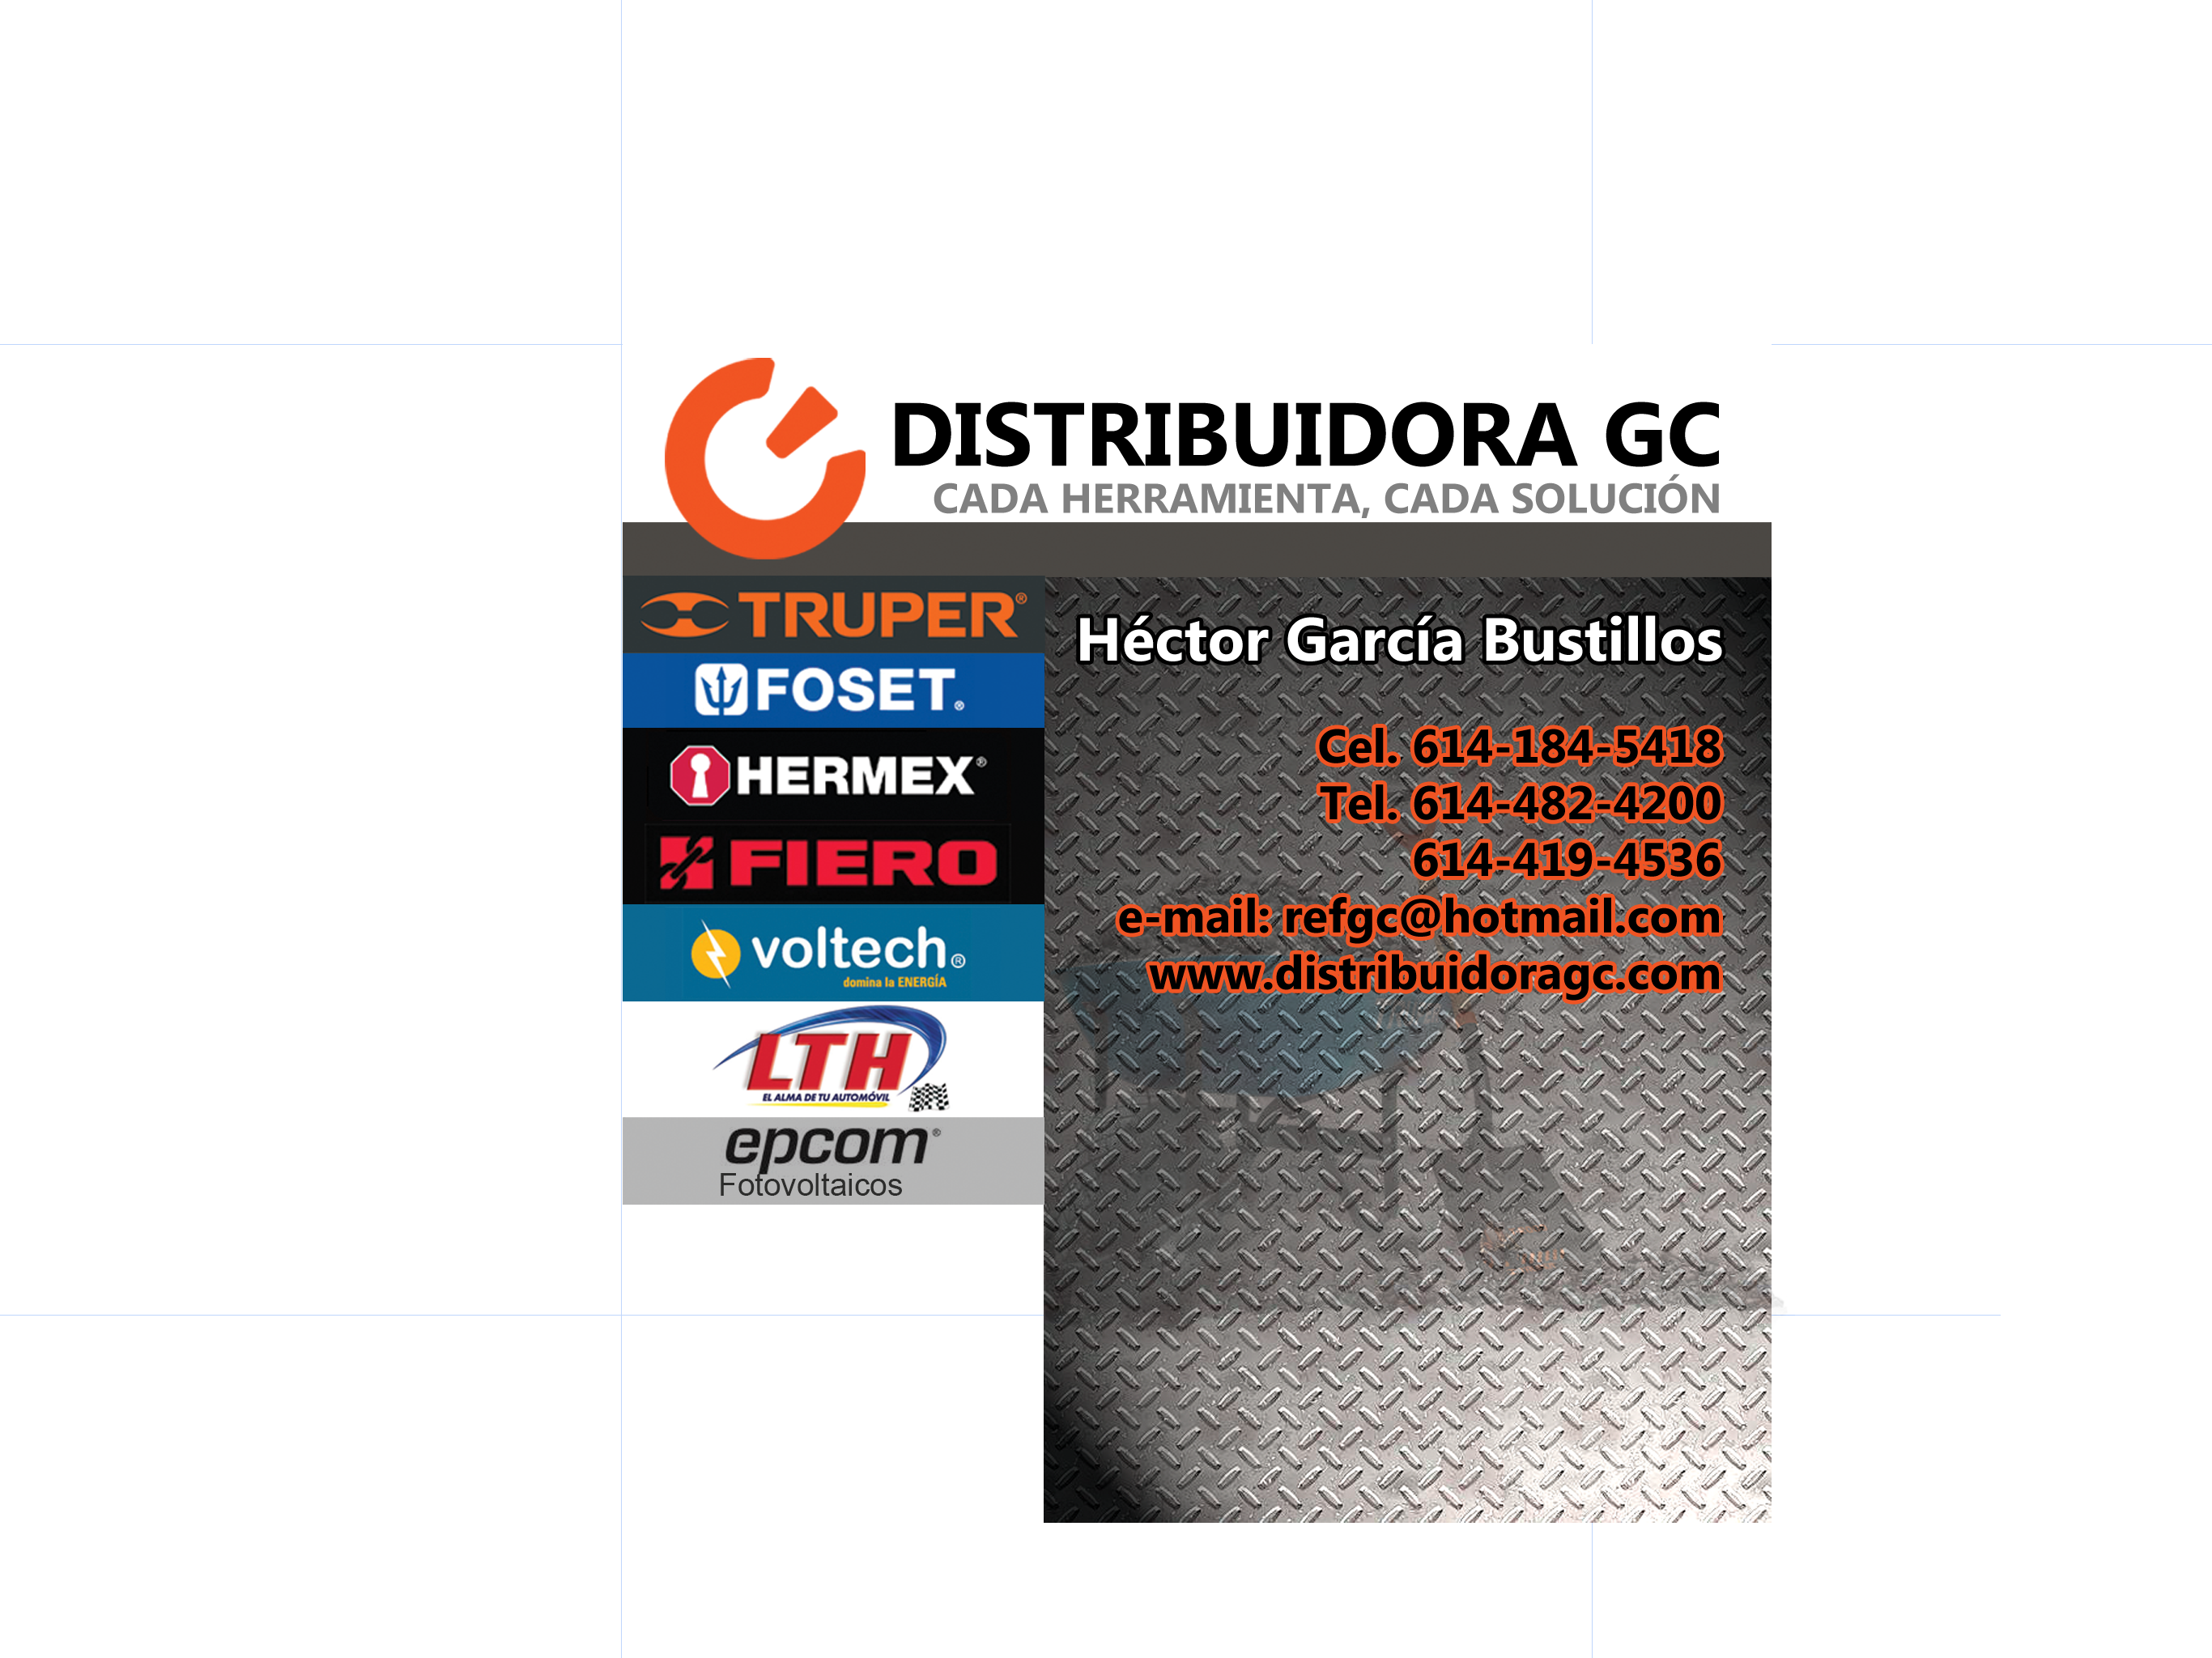 DISTRIBUIDORA GC
CADA HERRAMIENTA, CADA SOLUCIÓN
TRUPER®
FOSET®
HERMEX®
FIERO
voltech®
domina la ENERGÍA
LTH
EL ALMA DE TU AUTOMÓVIL
epcom®
Fotovoltaicos
Héctor García Bustillos
Cel. 614-184-5418
Tel. 614-482-4200
614-419-4536
e-mail: refgc@hotmail.com
www.distribuidoragc.com